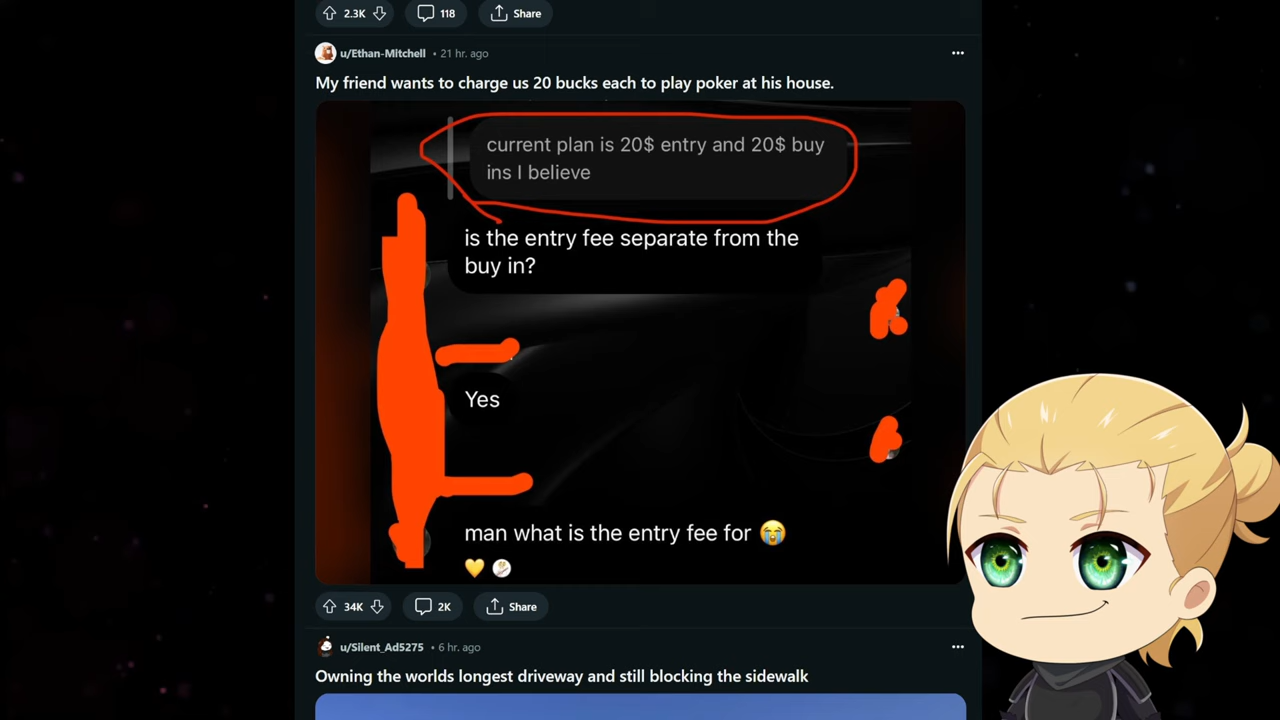 2.3K 118 Share
u/Ethan-Mitchell • 21 hr. ago
My friend wants to charge us 20 bucks each to play poker at his house.
current plan is 20$ entry and 20$ buy
ins I believe
is the entry fee separate from the
buy in?
Yes
man what is the entry fee for 😭
34K 2K Share
u/Silent_Ad5275 • 6 hr. ago
Owning the worlds longest driveway and still blocking the sidewalk